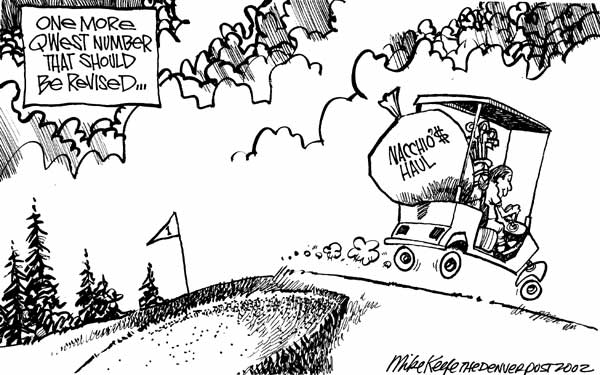 ONE MORE
QWEST NUMBER
THAT SHOULD
BE REVISED...
NACCHIO'S
HAUL
$
1
Mike Keefe THE DENVER POST 2002